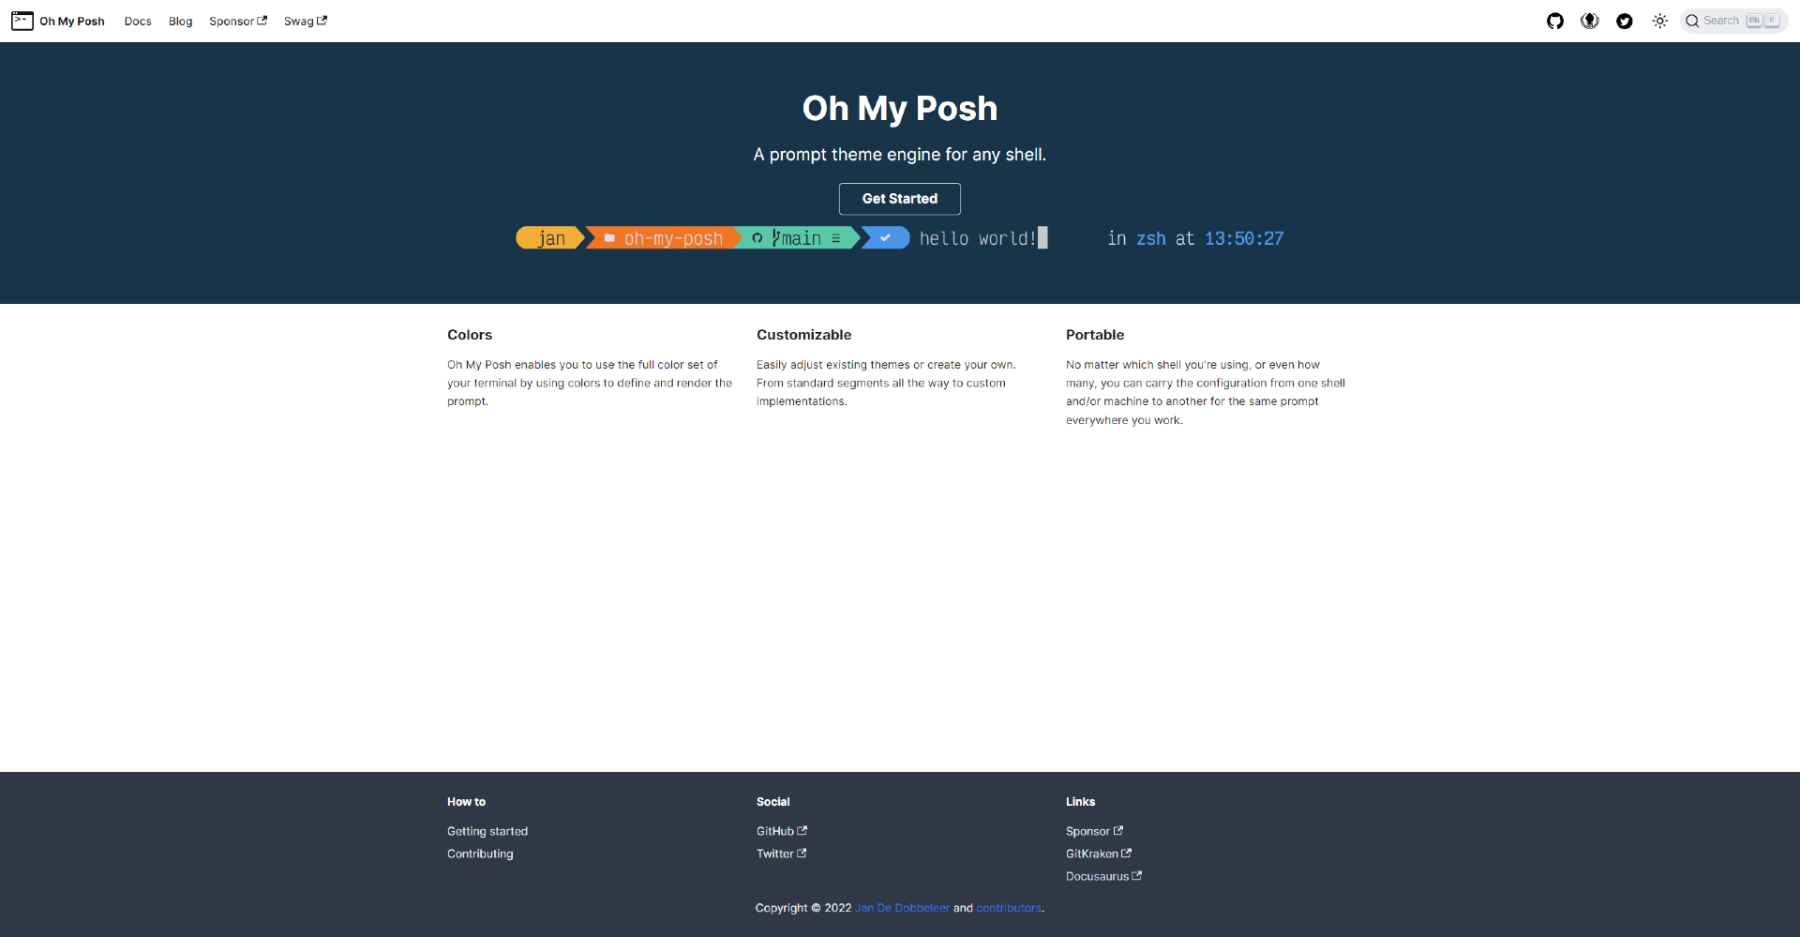 Oh My Posh Docs Blog Sponsor Swag Search CTRL K
Oh My Posh
A prompt theme engine for any shell.
Get Started
jan oh-my-posh main ≡ hello world! in zsh at 13:50:27
Colors
Oh My Posh enables you to use the full color set of
your terminal by using colors to define and render the
prompt.
Customizable
Easily adjust existing themes or create your own.
From standard segments all the way to custom
implementations.
Portable
No matter which shell you're using, or even how
many, you can carry the configuration from one shell
and/or machine to another for the same prompt
everywhere you work.
How to
Getting started
Contributing
Social
GitHub
Twitter
Links
Sponsor
GitKraken
Docusaurus
Copyright © 2022 Jan De Dobbeleer and contributors.